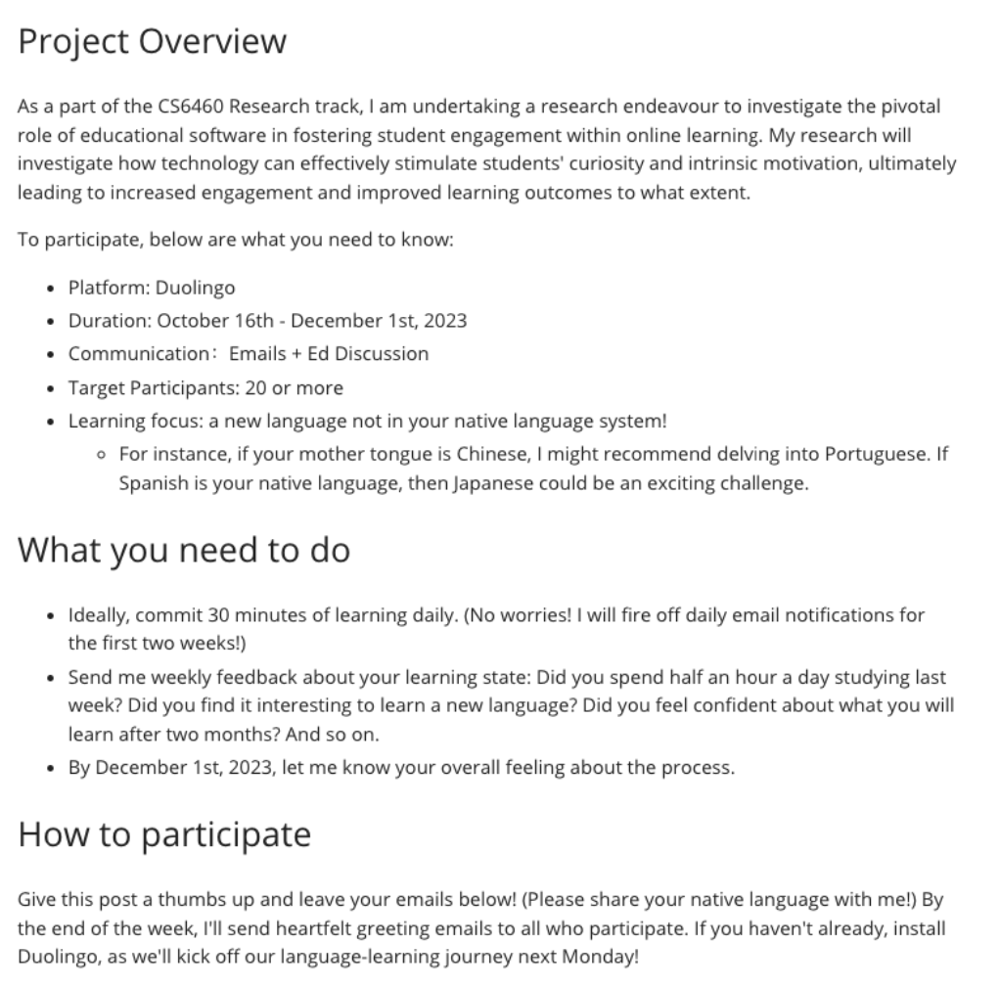 Project Overview
As a part of the CS6460 Research track, I am undertaking a research endeavour to investigate the pivotal
role of educational software in fostering student engagement within online learning. My research will
investigate how technology can effectively stimulate students' curiosity and intrinsic motivation, ultimately
leading to increased engagement and improved learning outcomes to what extent.
To participate, below are what you need to know:
• Platform: Duolingo
• Duration: October 16th - December 1st, 2023
• Communication：Emails + Ed Discussion
• Target Participants: 20 or more
• Learning focus: a new language not in your native language system!
◦ For instance, if your mother tongue is Chinese, I might recommend delving into Portuguese. If
Spanish is your native language, then Japanese could be an exciting challenge.
What you need to do
• Ideally, commit 30 minutes of learning daily. (No worries! I will fire off daily email notifications for
the first two weeks!)
• Send me weekly feedback about your learning state: Did you spend half an hour a day studying last
week? Did you find it interesting to learn a new language? Did you feel confident about what you will
learn after two months? And so on.
• By December 1st, 2023, let me know your overall feeling about the process.
How to participate
Give this post a thumbs up and leave your emails below! (Please share your native language with me!) By
the end of the week, I'll send heartfelt greeting emails to all who participate. If you haven't already, install
Duolingo, as we'll kick off our language-learning journey next Monday!